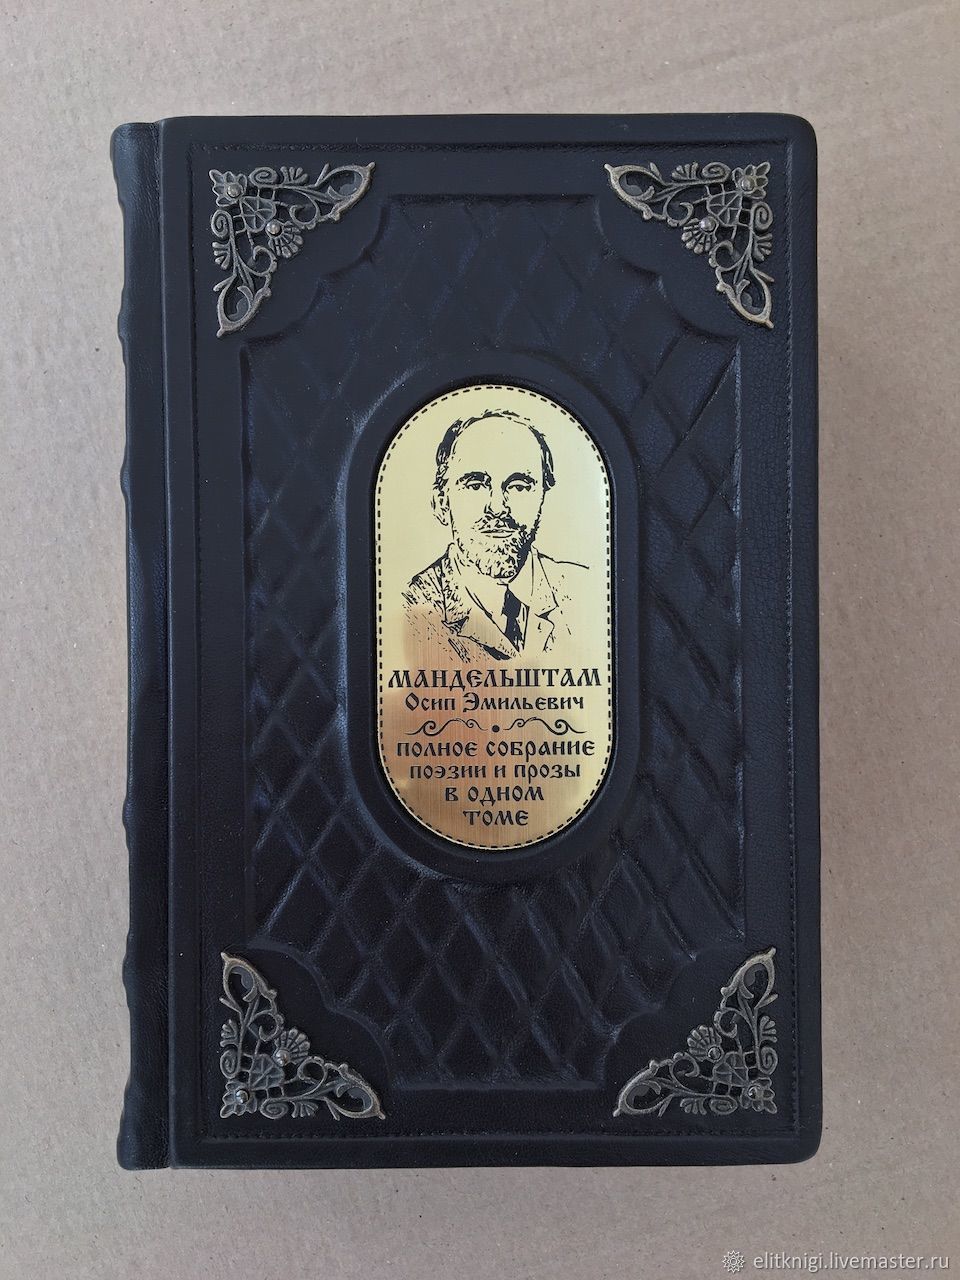 МАНДЕЛЬШТАМ
Осип Эмильевич
ПОЛНОЕ СОБРАНИЕ
ПОЭЗИИ И ПРОЗЫ
В ОДНОМ
ТОМЕ
elitknigi.livemaster.ru